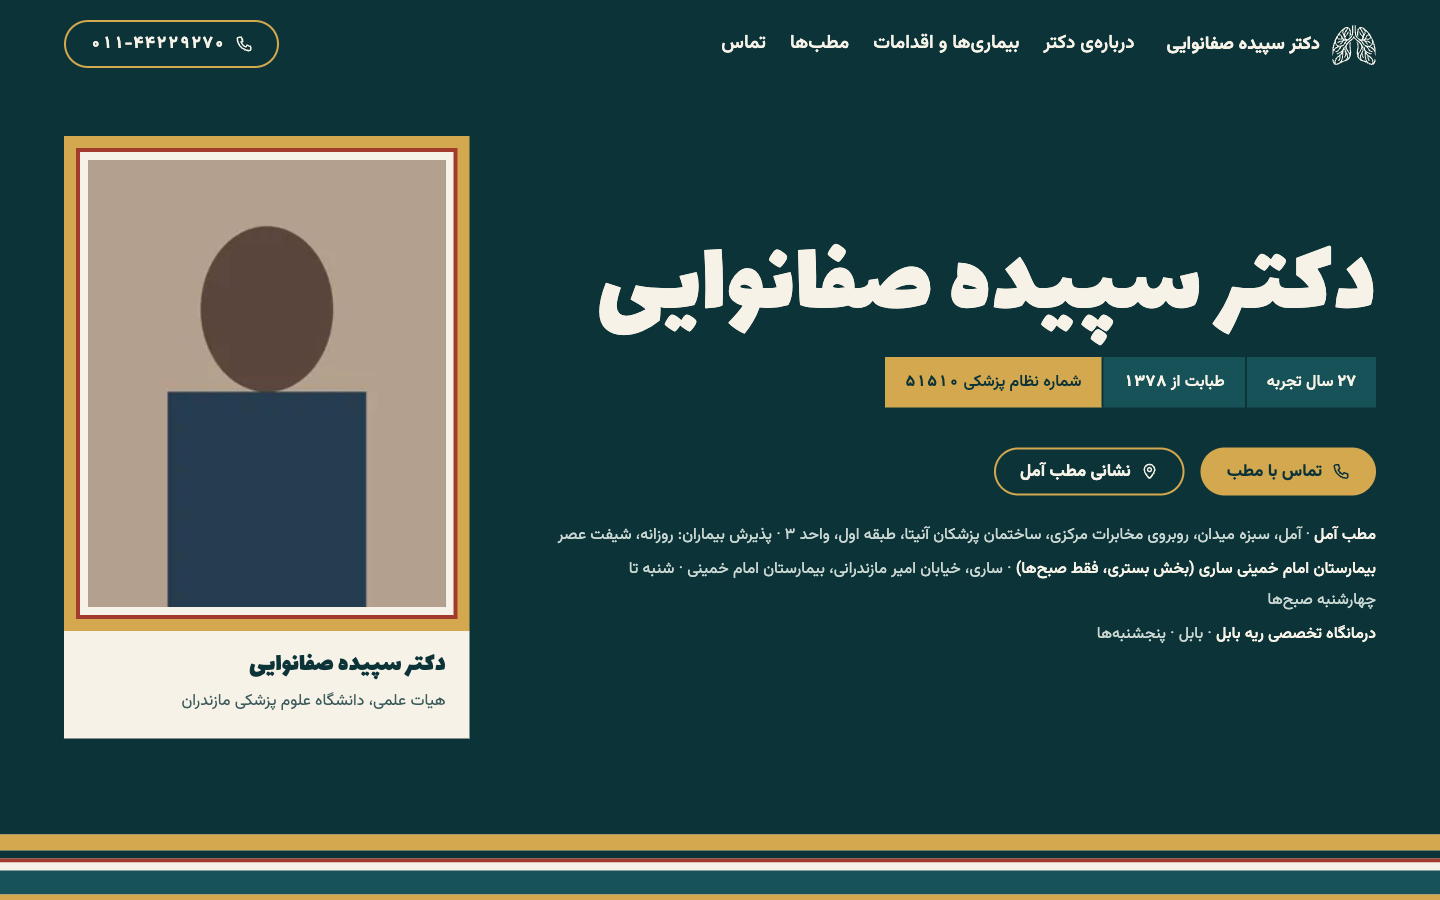 دکتر سپیده صفانوایی
درباره‌ی دکتر
بیماری‌ها و اقدامات
مطب‌ها
تماس
۰۱۱-۴۴۲۲۹۲۷۰
دکتر سپیده صفانوایی
۲۷ سال تجربه
طبابت از ۱۳۷۸
شماره نظام پزشکی ۵۱۵۱۰
تماس با مطب
نشانی مطب آمل
مطب آمل · آمل، سبزه میدان، روبروی مخابرات مرکزی، ساختمان پزشکان آنیتا، طبقه اول، واحد ۳ · پذیرش بیماران: روزانه، شیفت عصر
بیمارستان امام خمینی ساری (بخش بستری، فقط صبح‌ها) · ساری، خیابان امیر مازندرانی، بیمارستان امام خمینی · شنبه تا
چهارشنبه صبح‌ها
درمانگاه تخصصی ریه بابل · بابل · پنجشنبه‌ها
دکتر سپیده صفانوایی
هیات علمی، دانشگاه علوم پزشکی مازندران